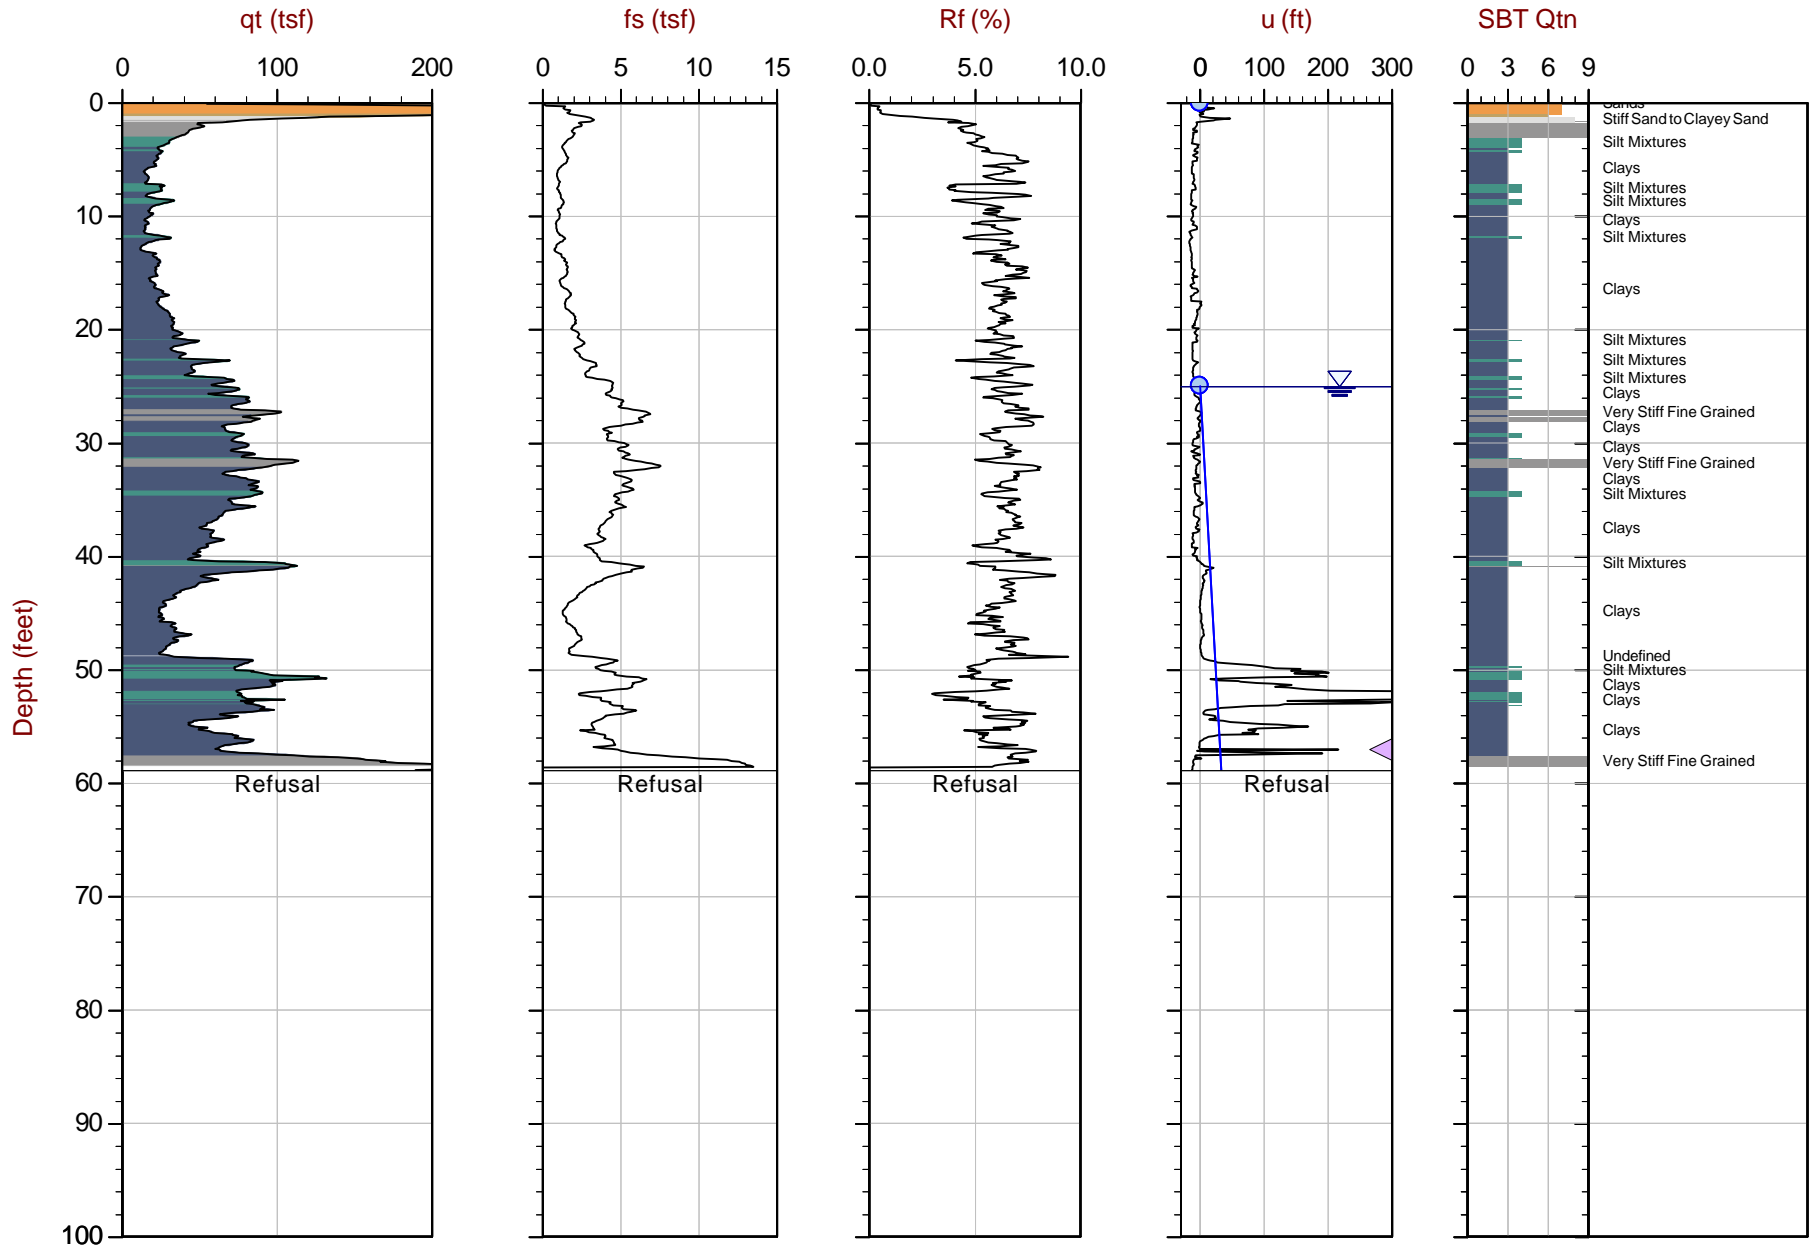 qt (tsf) fs (tsf) Rf (%) u (ft) SBT Qtn
0 100 200 0 5 10 15 0.0 5.0 10.0 0 100 200 300 0 3 6 9
0
Sands
Stiff Sand to Clayey Sand
Silt Mixtures
Clays
Silt Mixtures
Silt Mixtures
10
Clays
Silt Mixtures
Clays
20
Silt Mixtures
Silt Mixtures
Silt Mixtures
Clays
Very Stiff Fine Grained
Clays
30
Clays
Very Stiff Fine Grained
Clays
Silt Mixtures
Clays
40
Silt Mixtures
Clays
Undefined
50
Silt Mixtures
Clays
Clays
Clays
Very Stiff Fine Grained
60
Refusal Refusal Refusal Refusal
Depth (feet)
70
80
90
100